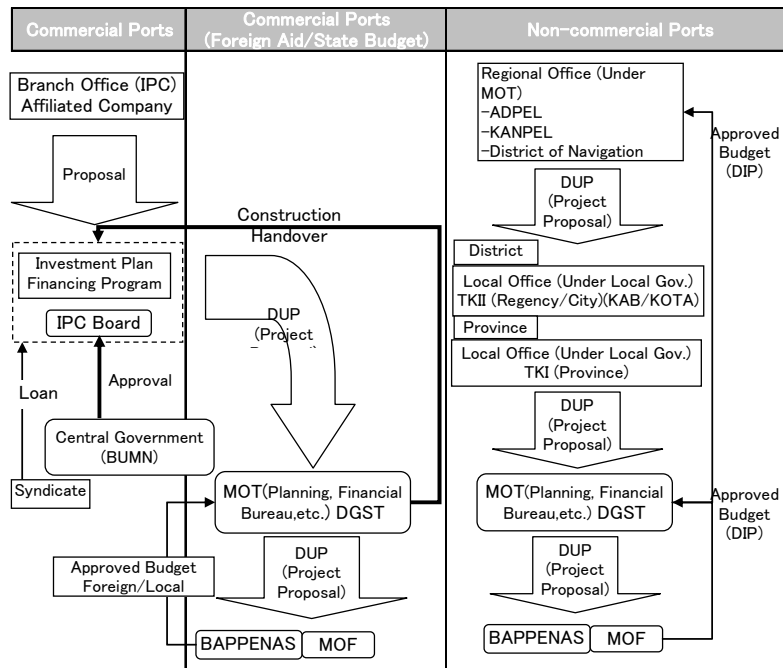 Commercial Ports
Commercial Ports
(Foreign Aid/State Budget)
Non-commercial Ports
Branch Office (IPC)
Affiliated Company
Proposal
Investment Plan
Financing Program
IPC Board
Loan
Approval
Central Government
(BUMN)
Syndicate
Construction
Handover
DUP
(Project
MOT(Planning, Financial
Bureau,etc.) DGST
Approved Budget
Foreign/Local
DUP
(Project
Proposal)
BAPPENAS
MOF
Regional Office (Under
MOT)
-ADPEL
-KANPEL
-District of Navigation
Approved
Budget
(DIP)
DUP
(Project
Proposal)
District
Local Office (Under Local Gov.)
TKII (Regency/City)(KAB/KOTA)
Province
Local Office (Under Local Gov.)
TKI (Province)
DUP
(Project
Proposal)
MOT(Planning, Financial
Bureau,etc.) DGST
Approved
Budget
(DIP)
DUP
(Project
Proposal)
BAPPENAS
MOF